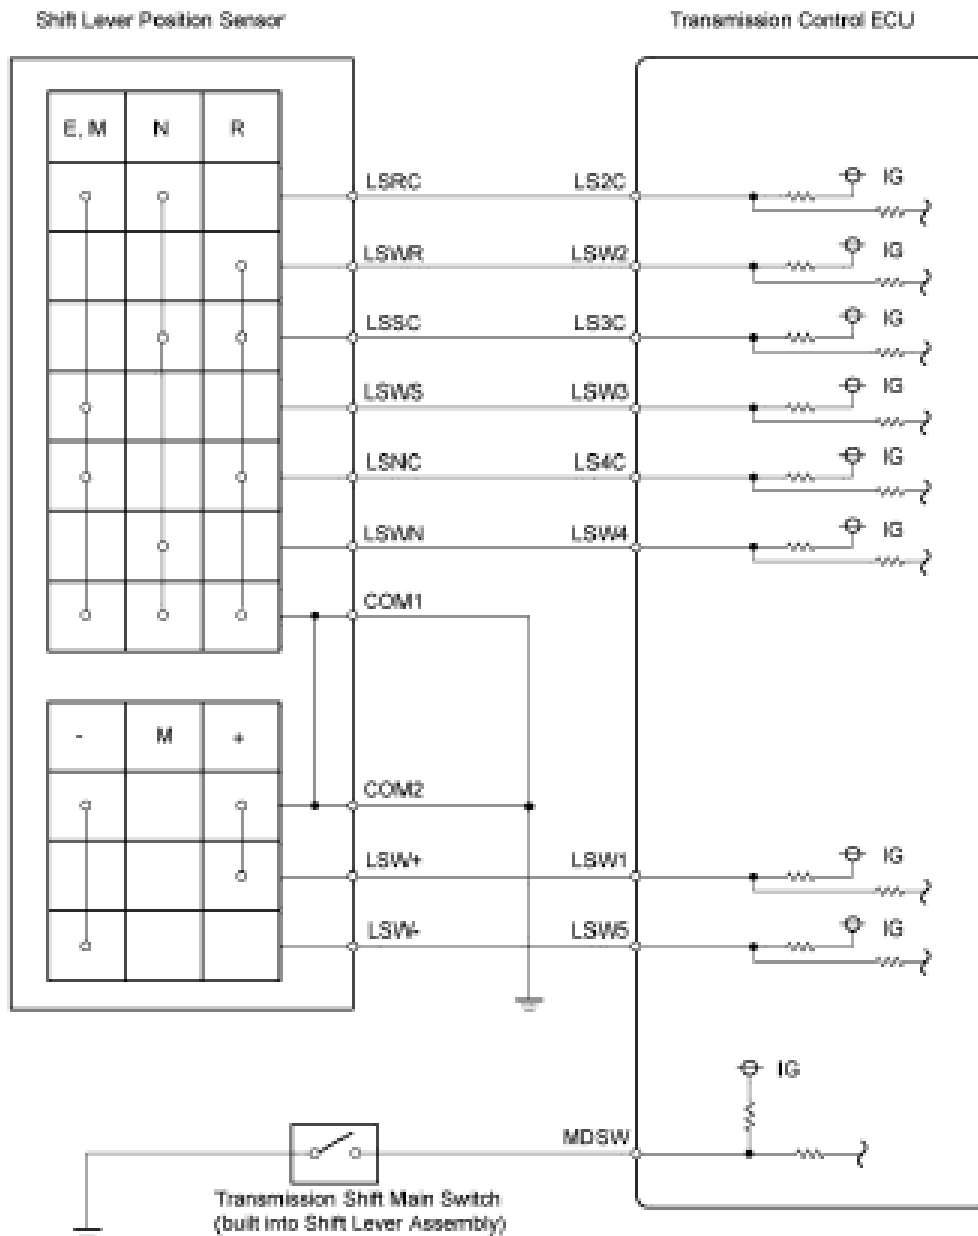 Shift Lever Position Sensor
Transmission Control ECU
E, M
N
R
LSRC
LS2C
IG
LSWR
LSW2
IG
LSSC
LS3C
IG
LSWS
LSW3
IG
LSNC
LS4C
IG
LSWN
LSW4
IG
COM1
-
M
+
COM2
LSW+
LSW1
IG
LSW-
LSW5
IG
IG
MDSW
Transmission Shift Main Switch
(built into Shift Lever Assembly)